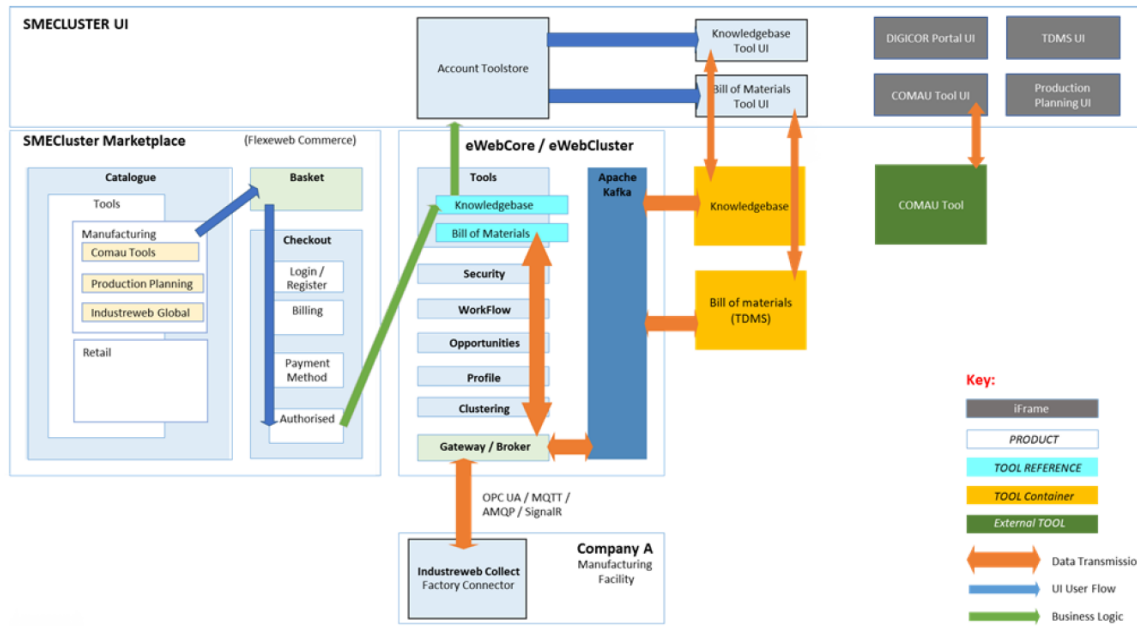 SMECLUSTER UI
Account Toolstore
Knowledgebase
Tool UI
Bill of Materials
Tool UI
DIGICOR Portal UI
TDMS UI
COMAU Tool UI
Production
Planning UI
SMECluster Marketplace
(Flexeweb Commerce)
Catalogue
Tools
Manufacturing
Comau Tools
Production Planning
Industreweb Global
Retail
Basket
Checkout
Login /
Register
Billing
Payment
Method
Authorised
eWebCore / eWebCluster
Tools
Knowledgebase
Bill of Materials
Security
WorkFlow
Opportunities
Profile
Clustering
Gateway / Broker
Apache
Kafka
Knowledgebase
Bill of materials
(TDMS)
COMAU Tool
OPC UA / MQTT /
AMQP / SignalR
Company A
Manufacturing
Facility
Industreweb Collect
Factory Connector
Key:
iFrame
PRODUCT
TOOL REFERENCE
TOOL Container
External TOOL
Data Transmissio
UI User Flow
Business Logic